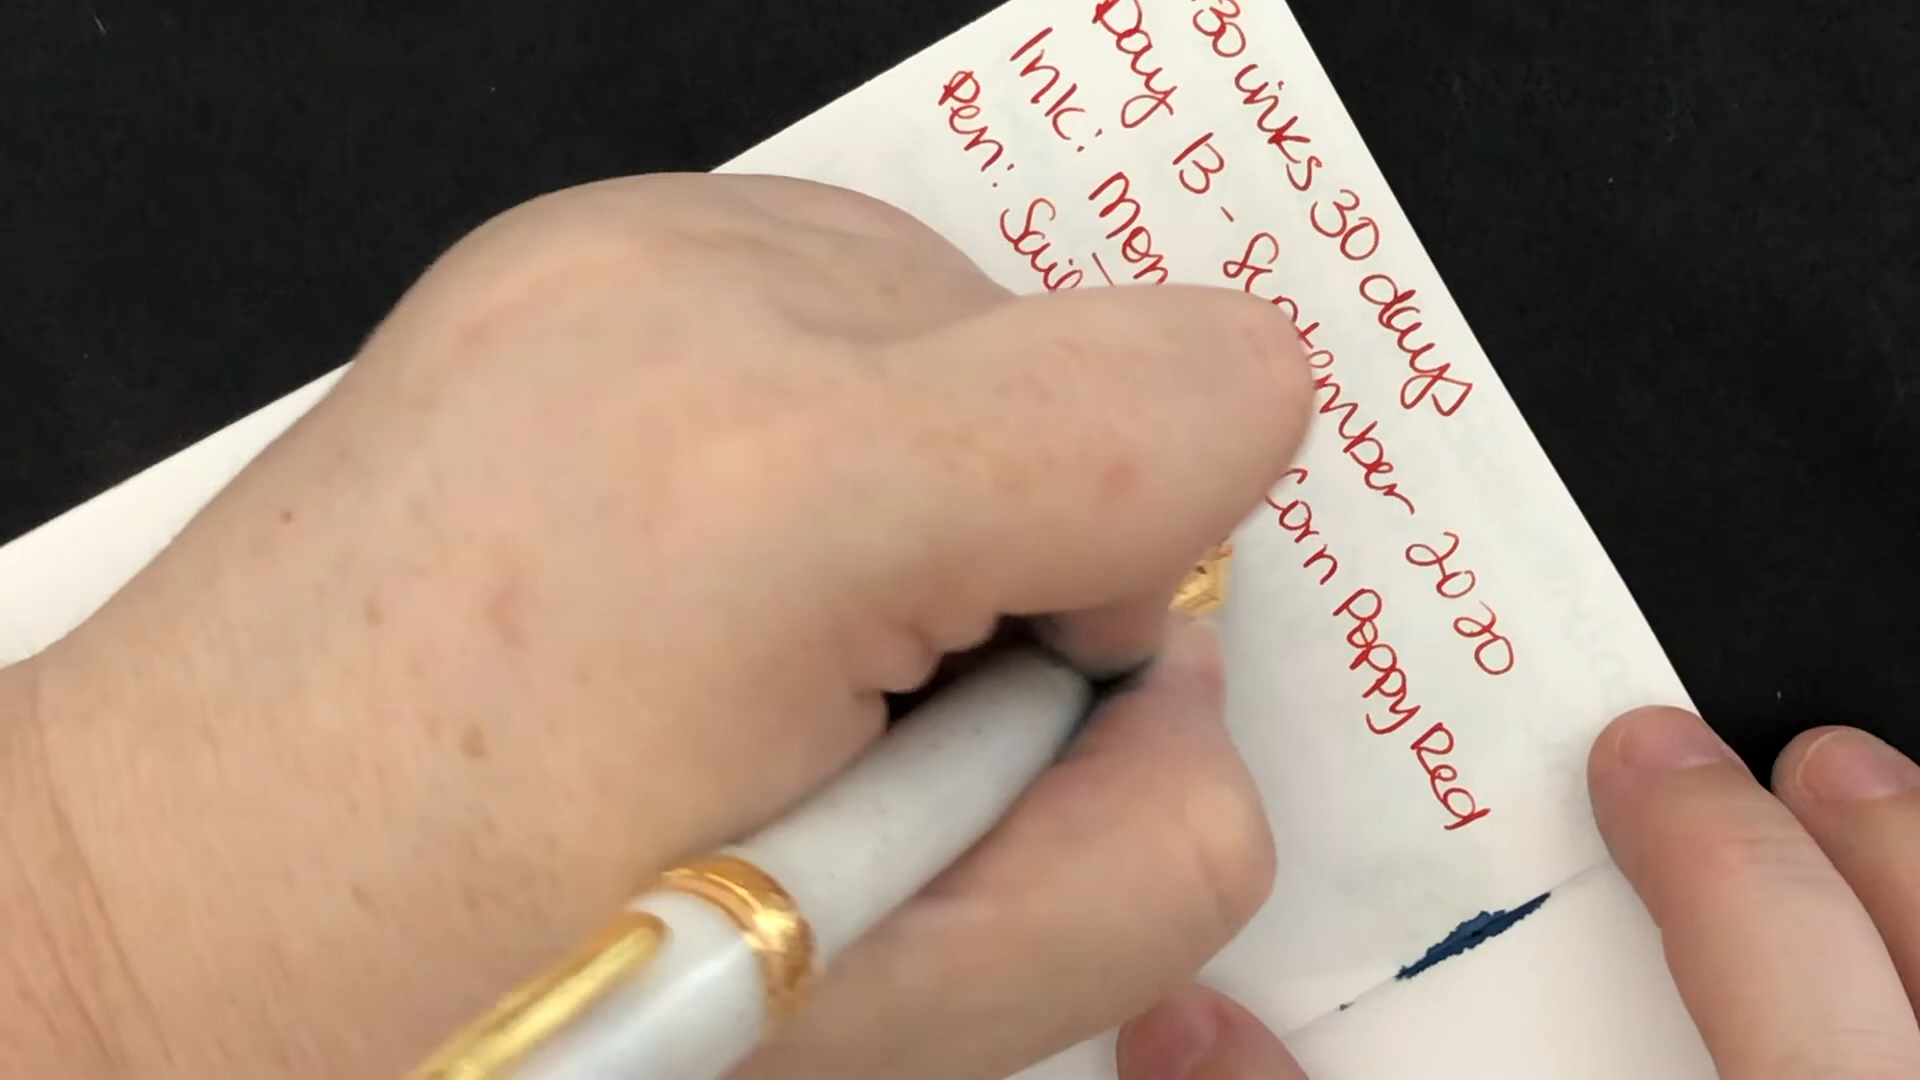 30 inks 30 days
Day 13 - September 2020
Ink: Corn Poppy Red
Pen: